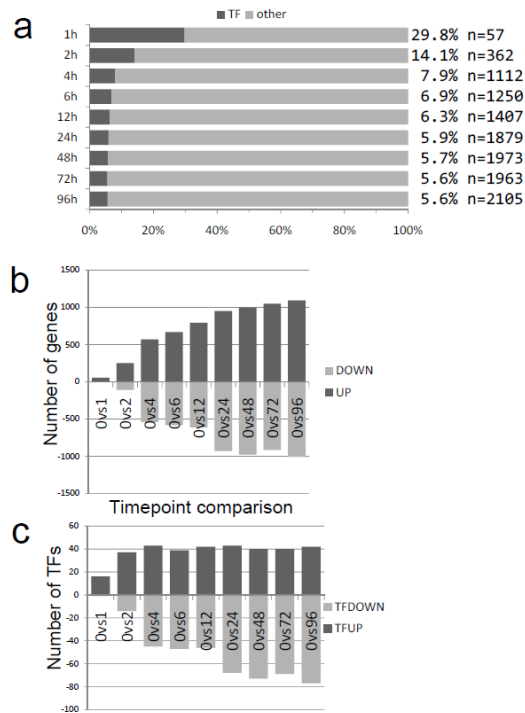 a
TF other
1h 29.8% n=57
2h 14.1% n=362
4h 7.9% n=1112
6h 6.9% n=1250
12h 6.3% n=1407
24h 5.9% n=1879
48h 5.7% n=1973
72h 5.6% n=1963
96h 5.6% n=2105
0% 20% 40% 60% 80% 100%
b
Number of genes
1500
1000
500
0
-500
-1000
-1500
0vs1 0vs2 0vs4 0vs6 0vs12 0vs24 0vs48 0vs72 0vs96
DOWN
UP
Timepoint comparison
c
Number of TFs
60
40
20
0
-20
-40
-60
-80
-100
0vs1 0vs2 0vs4 0vs6 0vs12 0vs24 0vs48 0vs72 0vs96
TFDOWN
TFUP